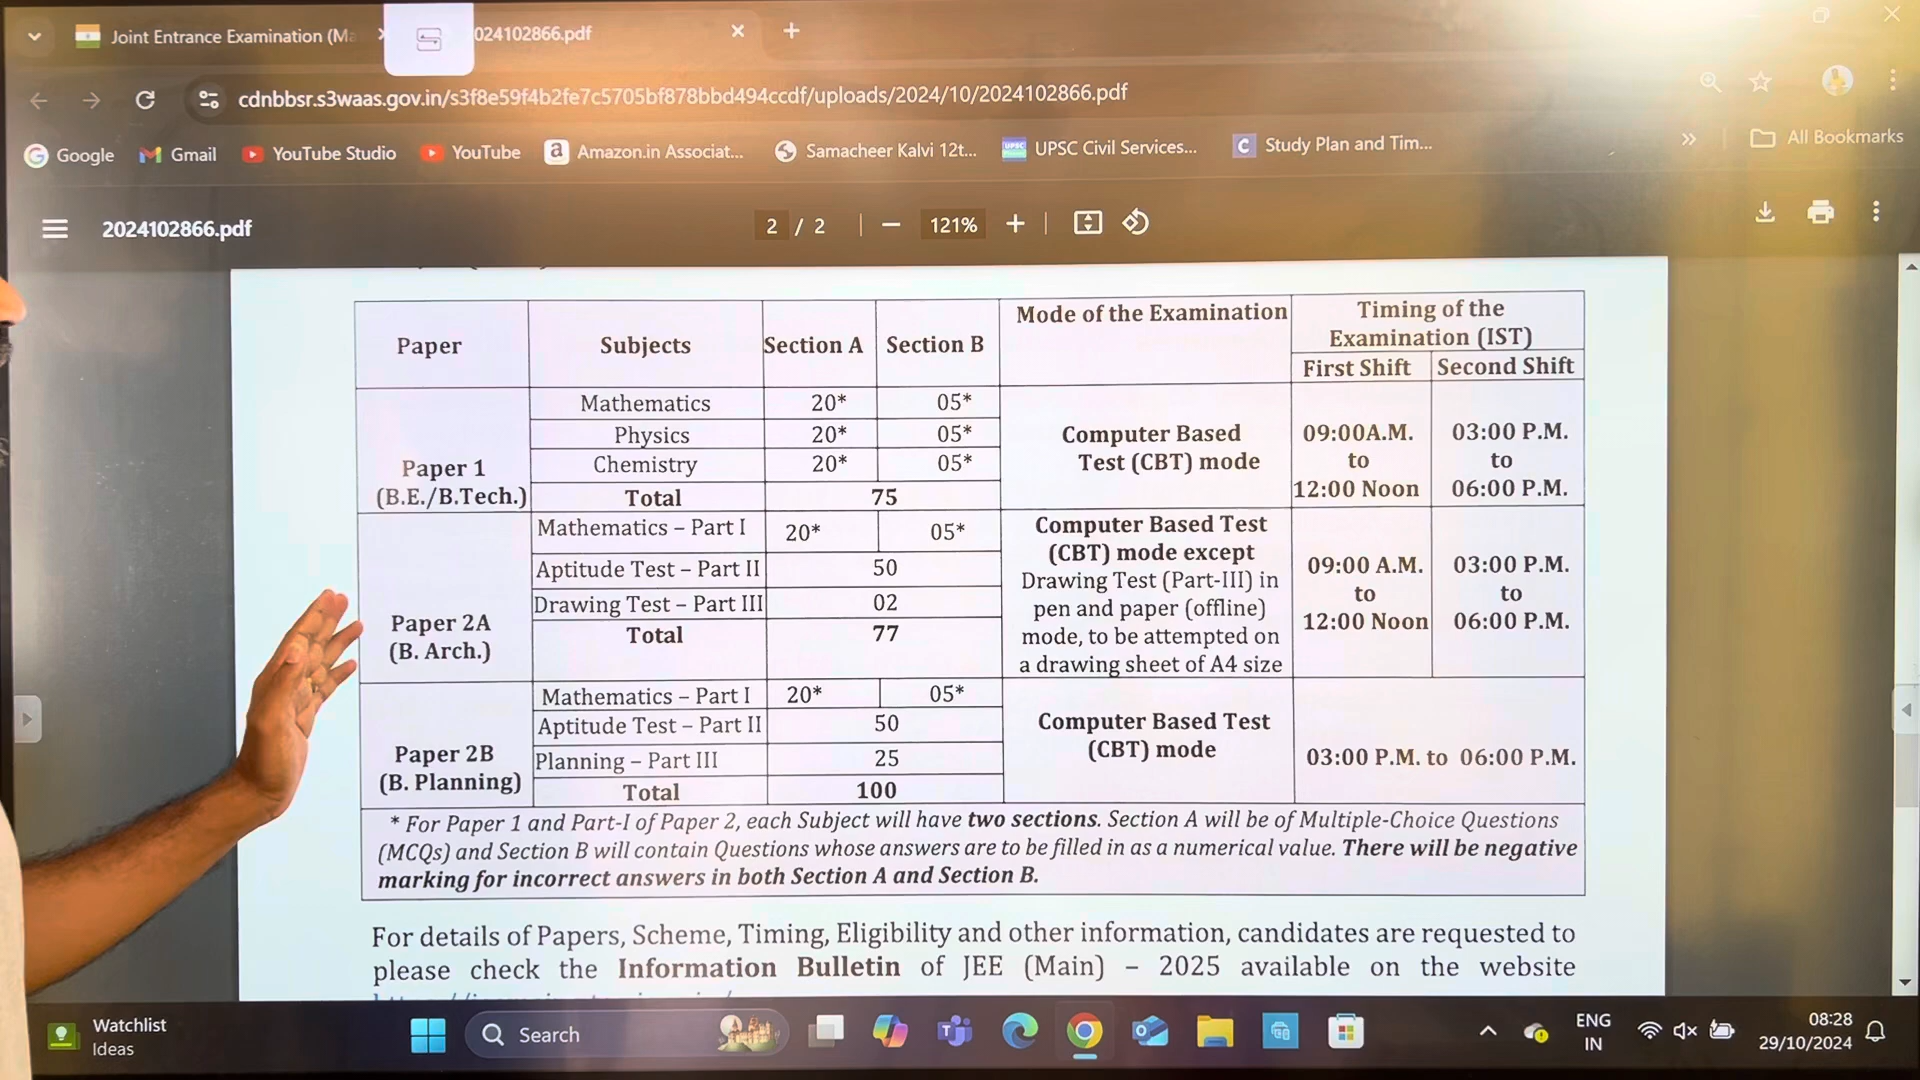 Joint Entrance Examination (Ma
024102866.pdf
cdnbbsr.s3waas.gov.in/s3f8e59f4b2fe7c5705bf878bbd494ccdf/uploads/2024/10/2024102866.pdf
Google
Gmail
YouTube Studio
YouTube
Amazon.in Associat...
Samacheer Kalvi 12t...
UPSC Civil Services...
Study Plan and Tim...
All Bookmarks
2024102866.pdf
2 / 2
121%
Paper
Subjects
Section A
Section B
Mode of the Examination
Timing of the
Examination (IST)
First Shift
Second Shift
Paper 1
(B.E./B.Tech.)
Mathematics 20* 05*
Physics 20* 05*
Chemistry 20* 05*
Total 75
Computer Based
Test (CBT) mode
09:00A.M.
to
12:00 Noon
03:00 P.M.
to
06:00 P.M.
Paper 2A
(B. Arch.)
Mathematics – Part I 20* 05*
Aptitude Test – Part II 50
Drawing Test – Part III 02
Total 77
Computer Based Test
(CBT) mode except
Drawing Test (Part-III) in
pen and paper (offline)
mode, to be attempted on
a drawing sheet of A4 size
09:00 A.M.
to
12:00 Noon
03:00 P.M.
to
06:00 P.M.
Paper 2B
(B. Planning)
Mathematics – Part I 20* 05*
Aptitude Test – Part II 50
Planning – Part III 25
Total 100
Computer Based Test
(CBT) mode
03:00 P.M. to 06:00 P.M.
* For Paper 1 and Part-I of Paper 2, each Subject will have two sections. Section A will be of Multiple-Choice Questions
(MCQs) and Section B will contain Questions whose answers are to be filled in as a numerical value. There will be negative
marking for incorrect answers in both Section A and Section B.
For details of Papers, Scheme, Timing, Eligibility and other information, candidates are requested to
please check the Information Bulletin of JEE (Main) – 2025 available on the website
Watchlist
Ideas
Search
ENG
IN
08:28
29/10/2024